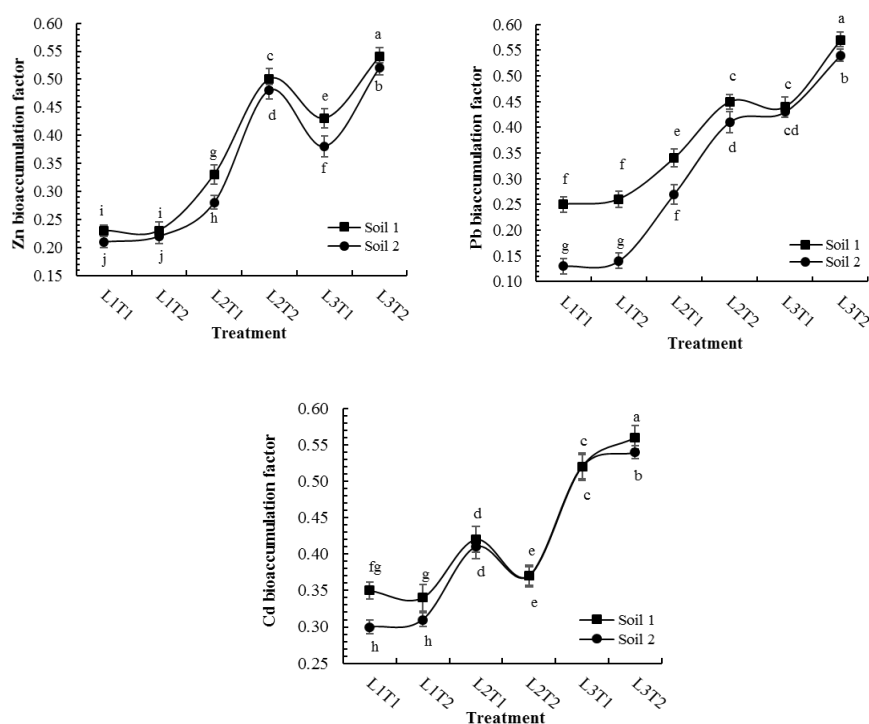 Zn bioaccumulation factor
0.60
0.55
0.50
0.45
0.40
0.35
0.30
0.25
0.20
0.15
i
i
g
c
e
a
j
j
h
d
f
b
Soil 1
Soil 2
L1T1
L1T2
L2T1
L2T2
L3T1
L3T2
Treatment
Pb biaccumulation factor
0.60
0.55
0.50
0.45
0.40
0.35
0.30
0.25
0.20
0.15
0.10
f
f
e
c
c
a
g
g
f
d
cd
b
Soil 1
Soil 2
L1T1
L1T2
L2T1
L2T2
L3T1
L3T2
Treatment
Cd bioaccumulation factor
0.60
0.55
0.50
0.45
0.40
0.35
0.30
0.25
fg
g
d
e
c
a
h
h
d
e
c
b
Soil 1
Soil 2
L1T1
L1T2
L2T1
L2T2
L3T1
L3T2
Treatment